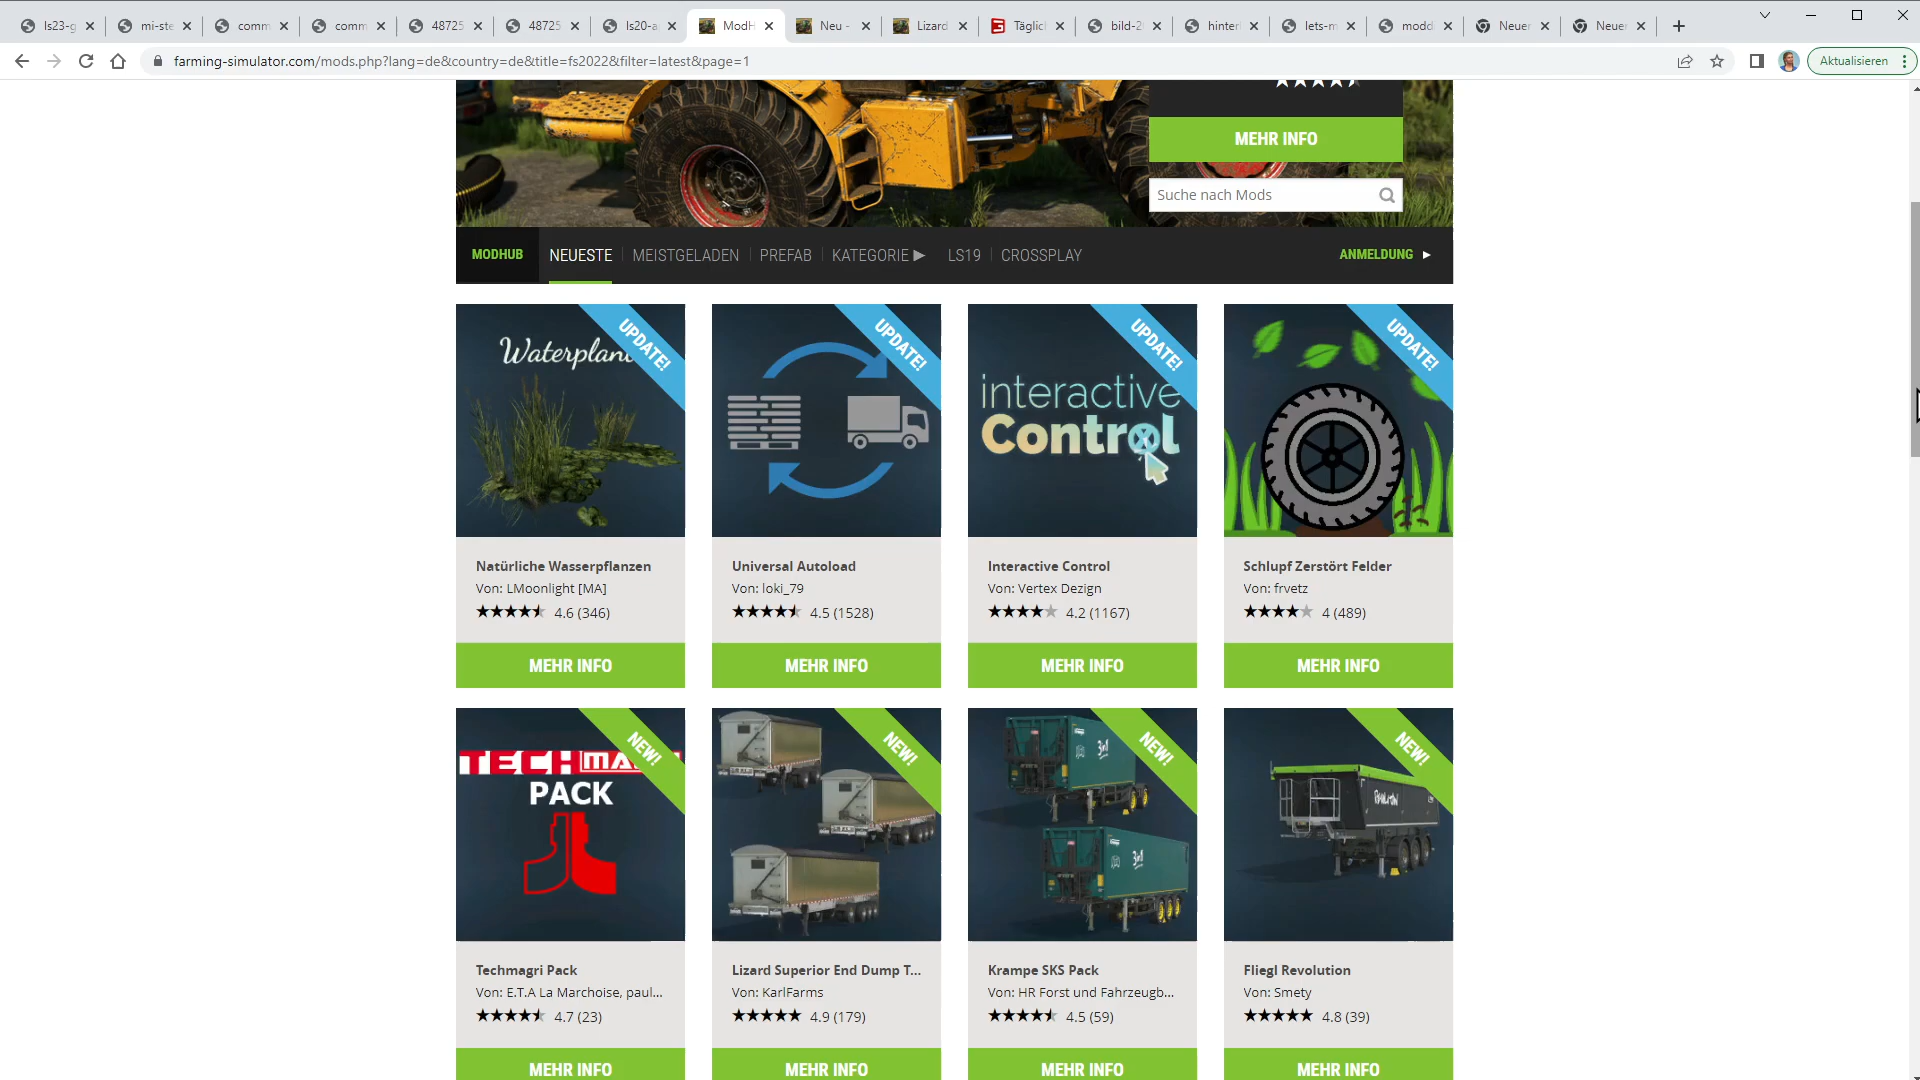 ls23-g
mi-ste
comm
comm
48725
48725
ls20-a
ModH
Neu -
Lizard
Täglich
bild-2
hinter
lets-m
modd
Neuer
Neuer
farming-simulator.com/mods.php?lang=de&country=de&title=fs2022&filter=latest&page=1
Aktualisieren
MEHR INFO
Suche nach Mods
MODHUB NEUESTE MEISTGELADEN PREFAB KATEGORIE ▶ LS19 CROSSPLAY ANMELDUNG ▶
Waterplan
UPDATE!
UPDATE!
interactive
Control
UPDATE!
UPDATE!
Natürliche Wasserpflanzen
Von: LMoonlight [MA]
4.6 (346)
MEHR INFO
Universal Autoload
Von: loki_79
4.5 (1528)
MEHR INFO
Interactive Control
Von: Vertex Dezign
4.2 (1167)
MEHR INFO
Schlupf Zerstört Felder
Von: frvetz
4 (489)
MEHR INFO
TECHMA
PACK
NEW!
NEW!
NEW!
NEW!
Techmagri Pack
Von: E.T.A La Marchoise, paul...
4.7 (23)
MEHR INFO
Lizard Superior End Dump T...
Von: KarlFarms
4.9 (179)
MEHR INFO
Krampe SKS Pack
Von: HR Forst und Fahrzeugb...
4.5 (59)
MEHR INFO
Fliegl Revolution
Von: Smety
4.8 (39)
MEHR INFO